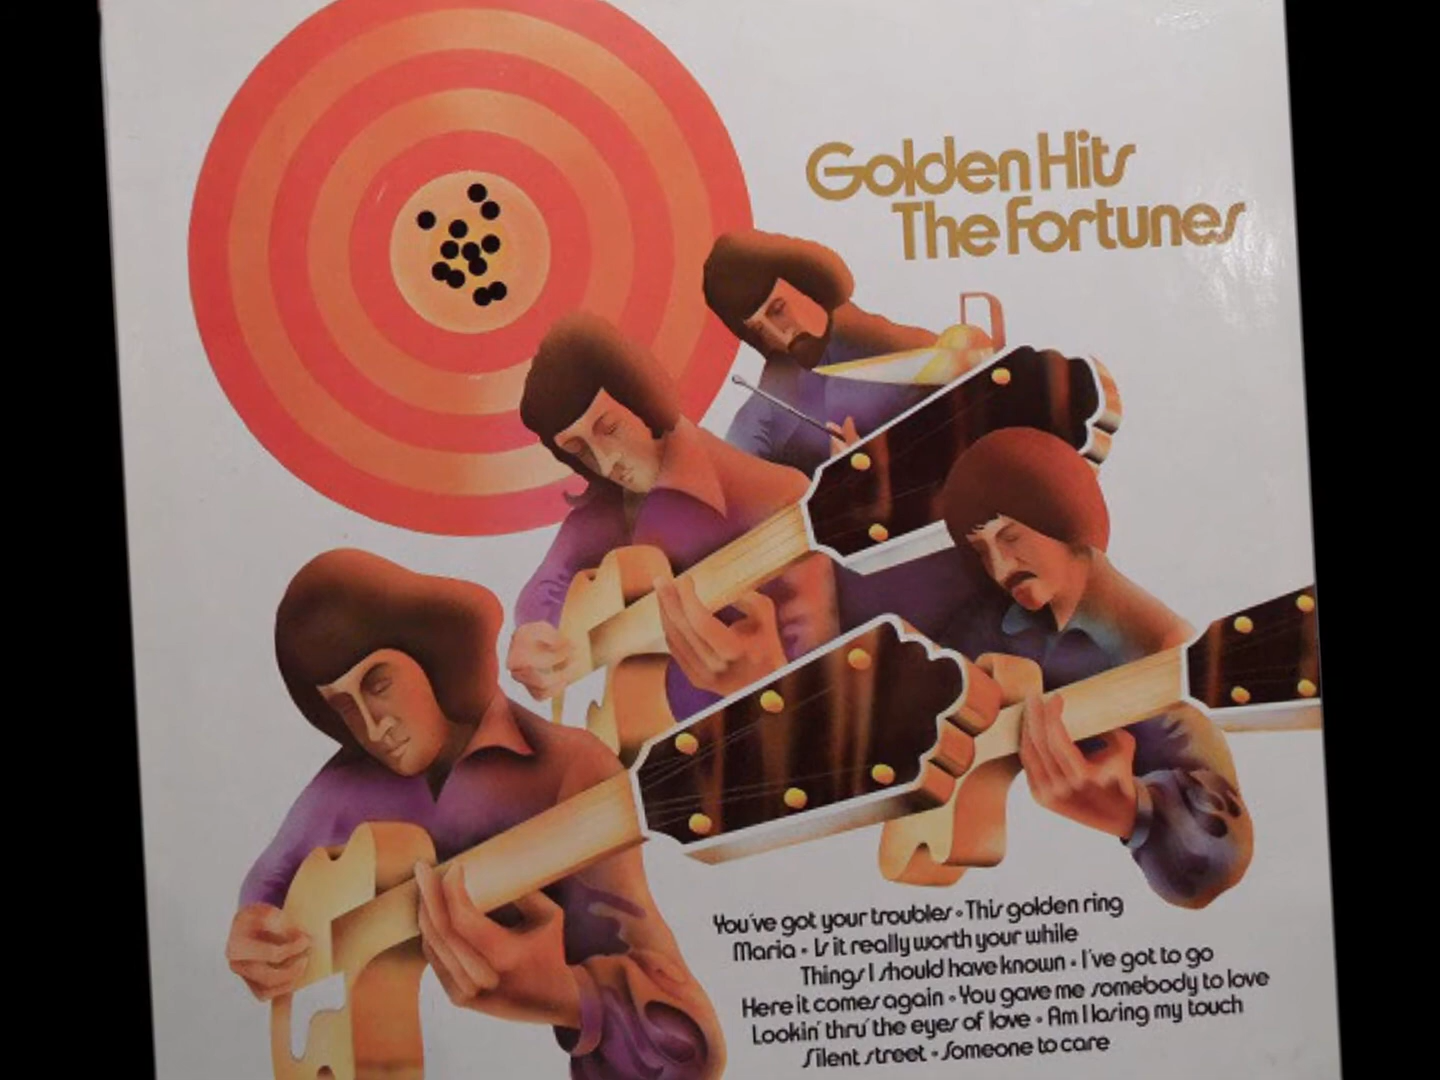 Golden Hits
The Fortunes
You've got your troubles • This golden ring
Maria • Is it really worth your while
Things I should have known • I've got to go
Here it comes again • You gave me somebody to love
Lookin' thru' the eyes of love • Am I losing my touch
Silent street • Someone to care